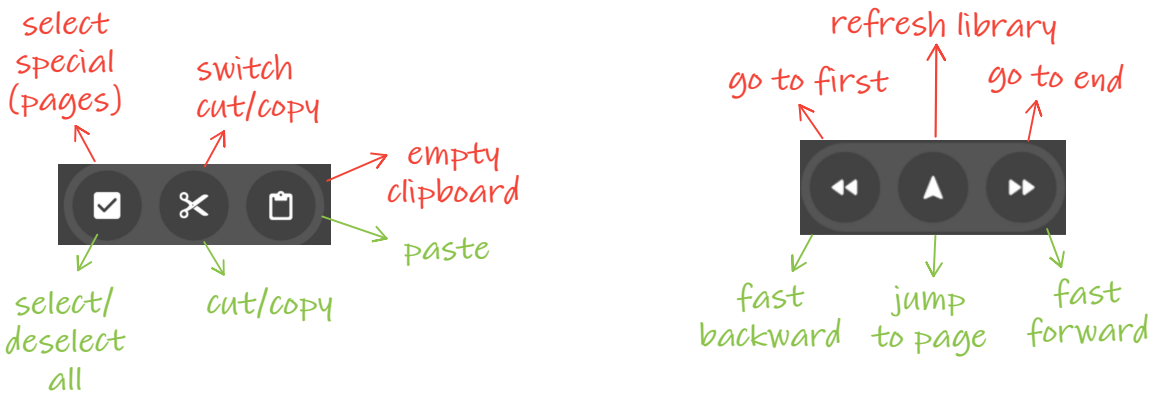 select
special
(pages)
switch
cut/copy
empty
clipboard
paste
cut/copy
select/
deselect
all
refresh library
go to first
go to end
fast
backward
jump
to page
fast
forward